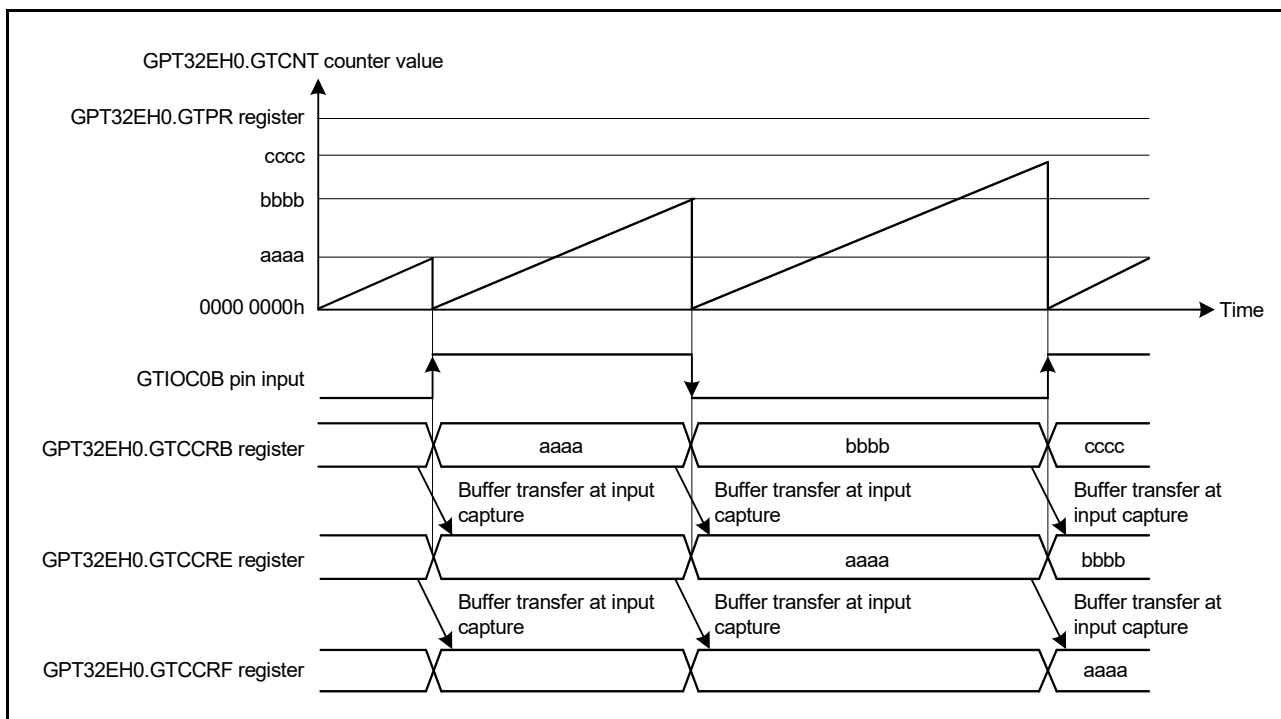 GPT32EH0.GTCNT counter value
GPT32EH0.GTPR register
cccc
bbbb
aaaa
0000 0000h
Time
GTIOC0B pin input
GPT32EH0.GTCCRB register
aaaa
bbbb
cccc
Buffer transfer at input
capture
Buffer transfer at input
capture
Buffer transfer at
input capture
GPT32EH0.GTCCRE register
aaaa
bbbb
Buffer transfer at input
capture
Buffer transfer at input
capture
Buffer transfer at
input capture
GPT32EH0.GTCCRF register
aaaa